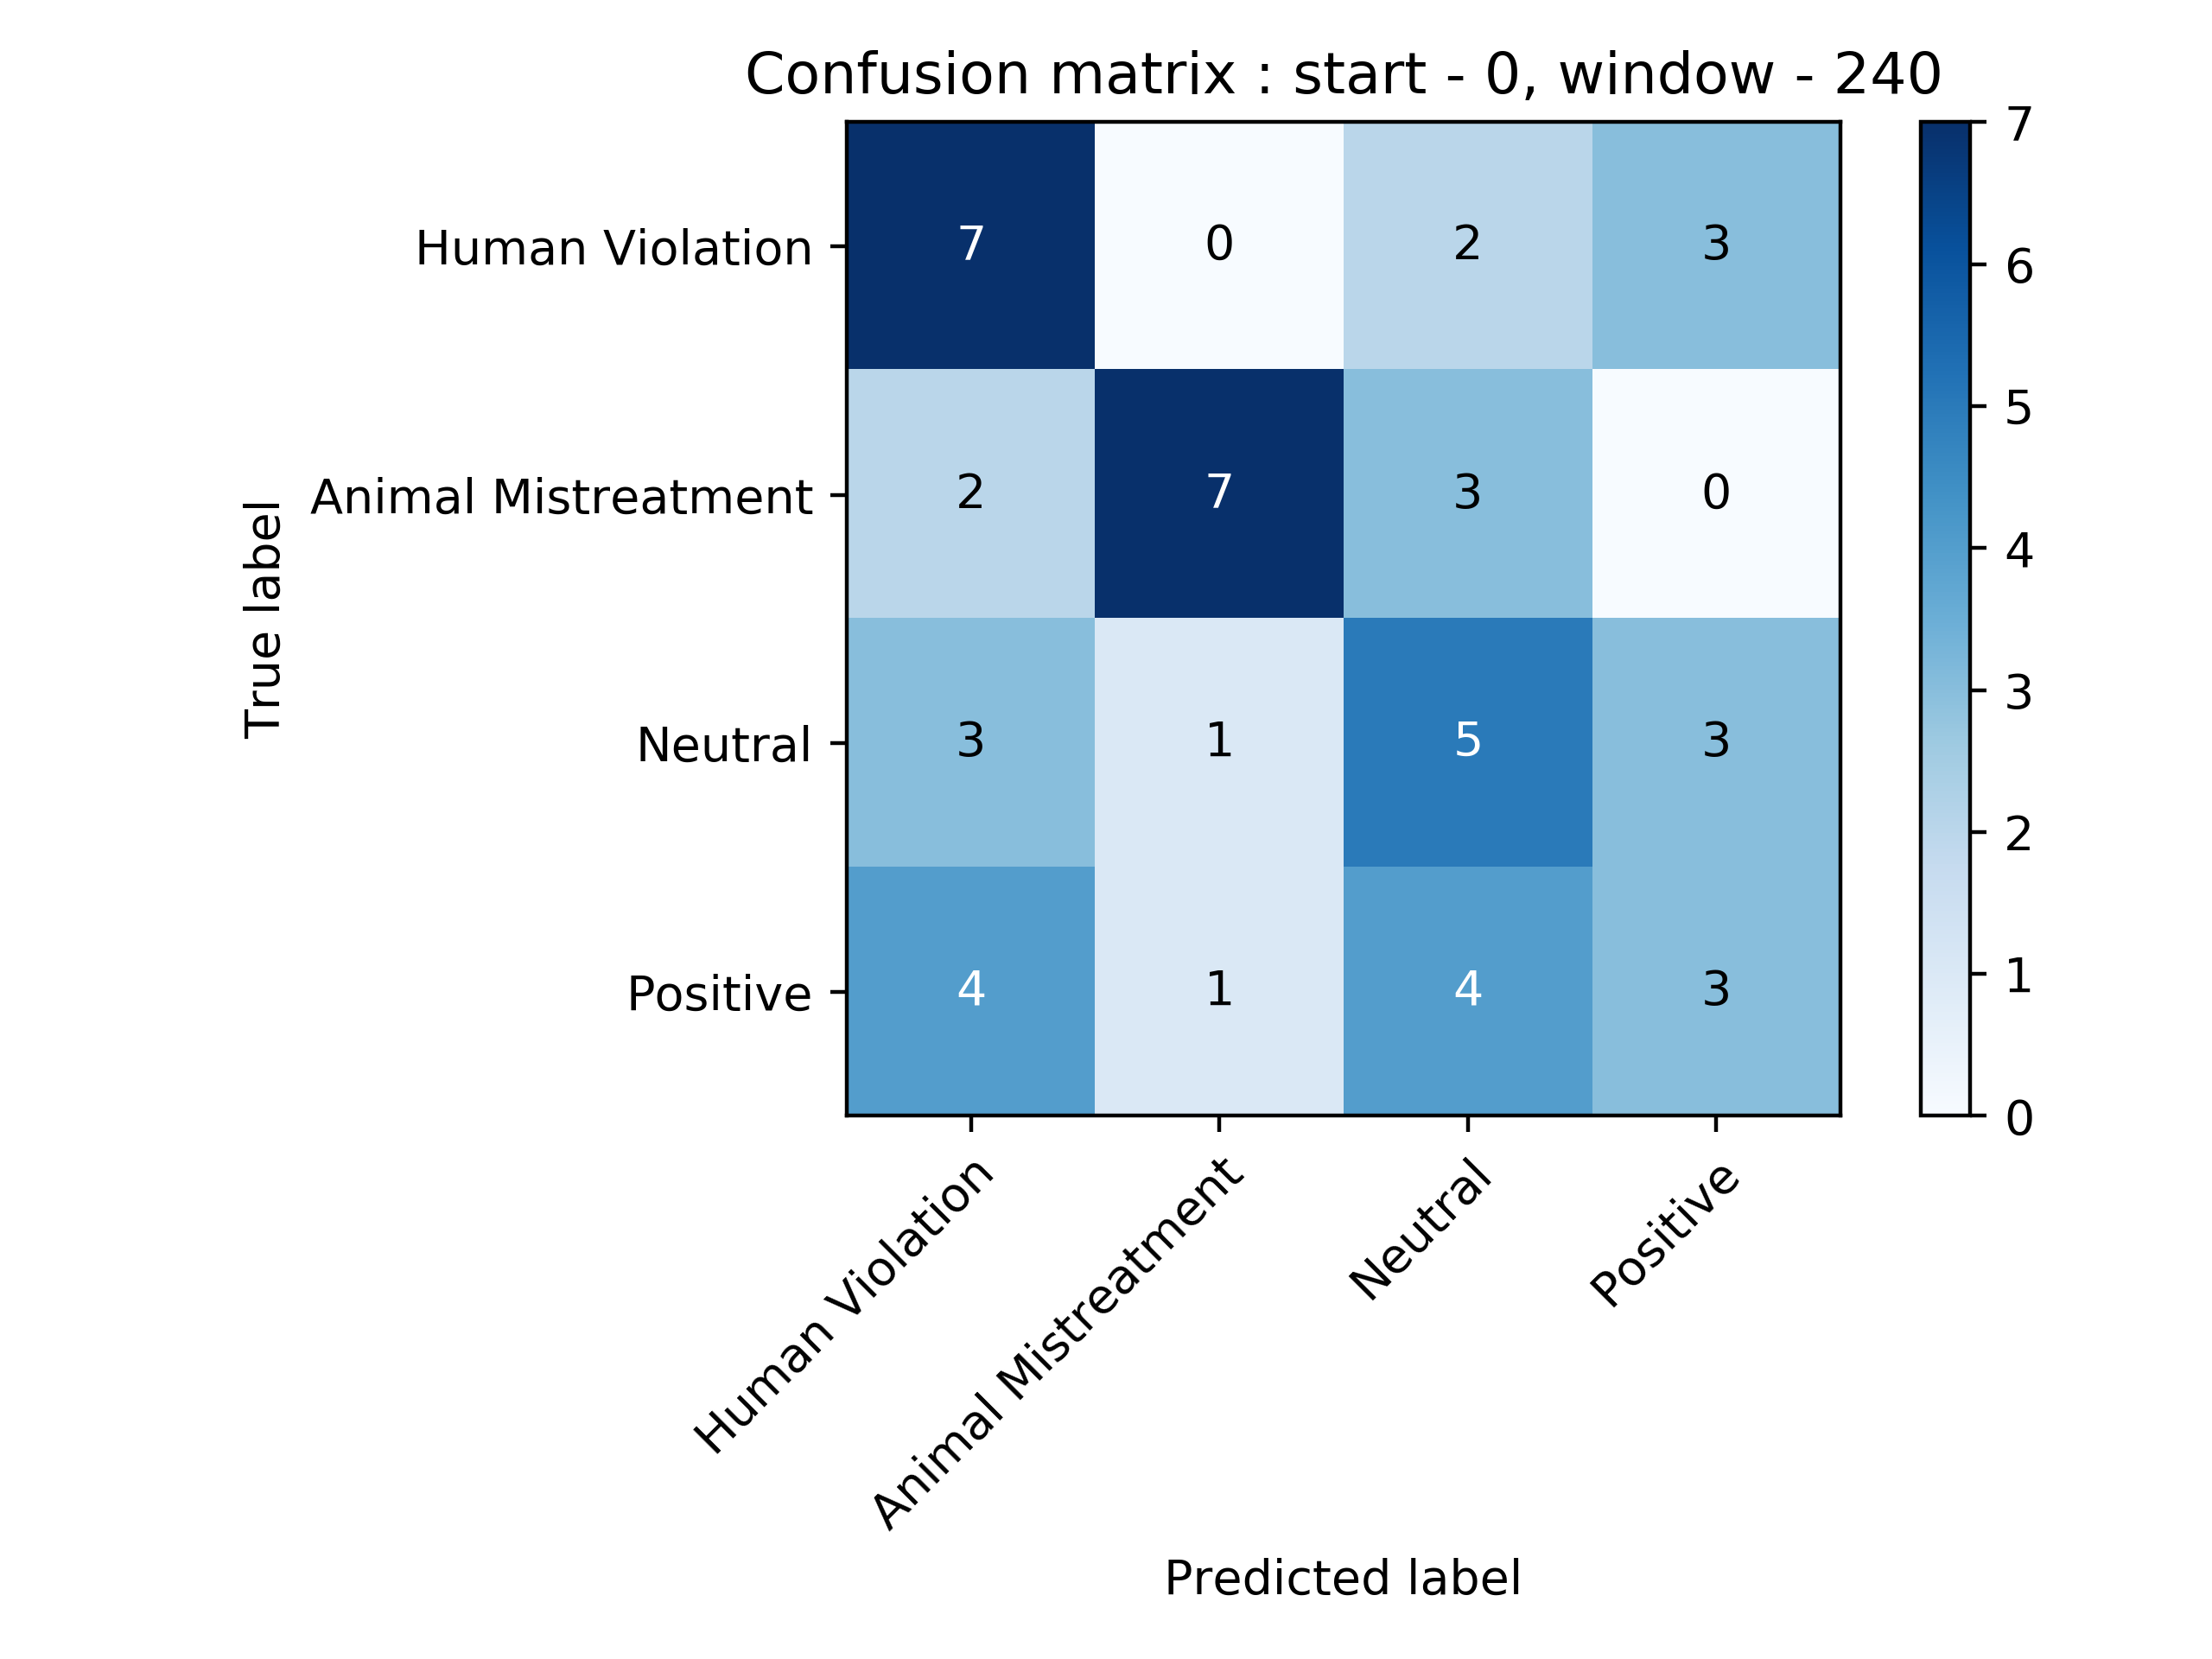 Confusion matrix : start - 0, window - 240
True label
Human Violation
7 0 2 3
Animal Mistreatment
2 7 3 0
Neutral
3 1 5 3
Positive
4 1 4 3
Human Violation
Animal Mistreatment
Neutral
Positive
Predicted label
7
6
5
4
3
2
1
0